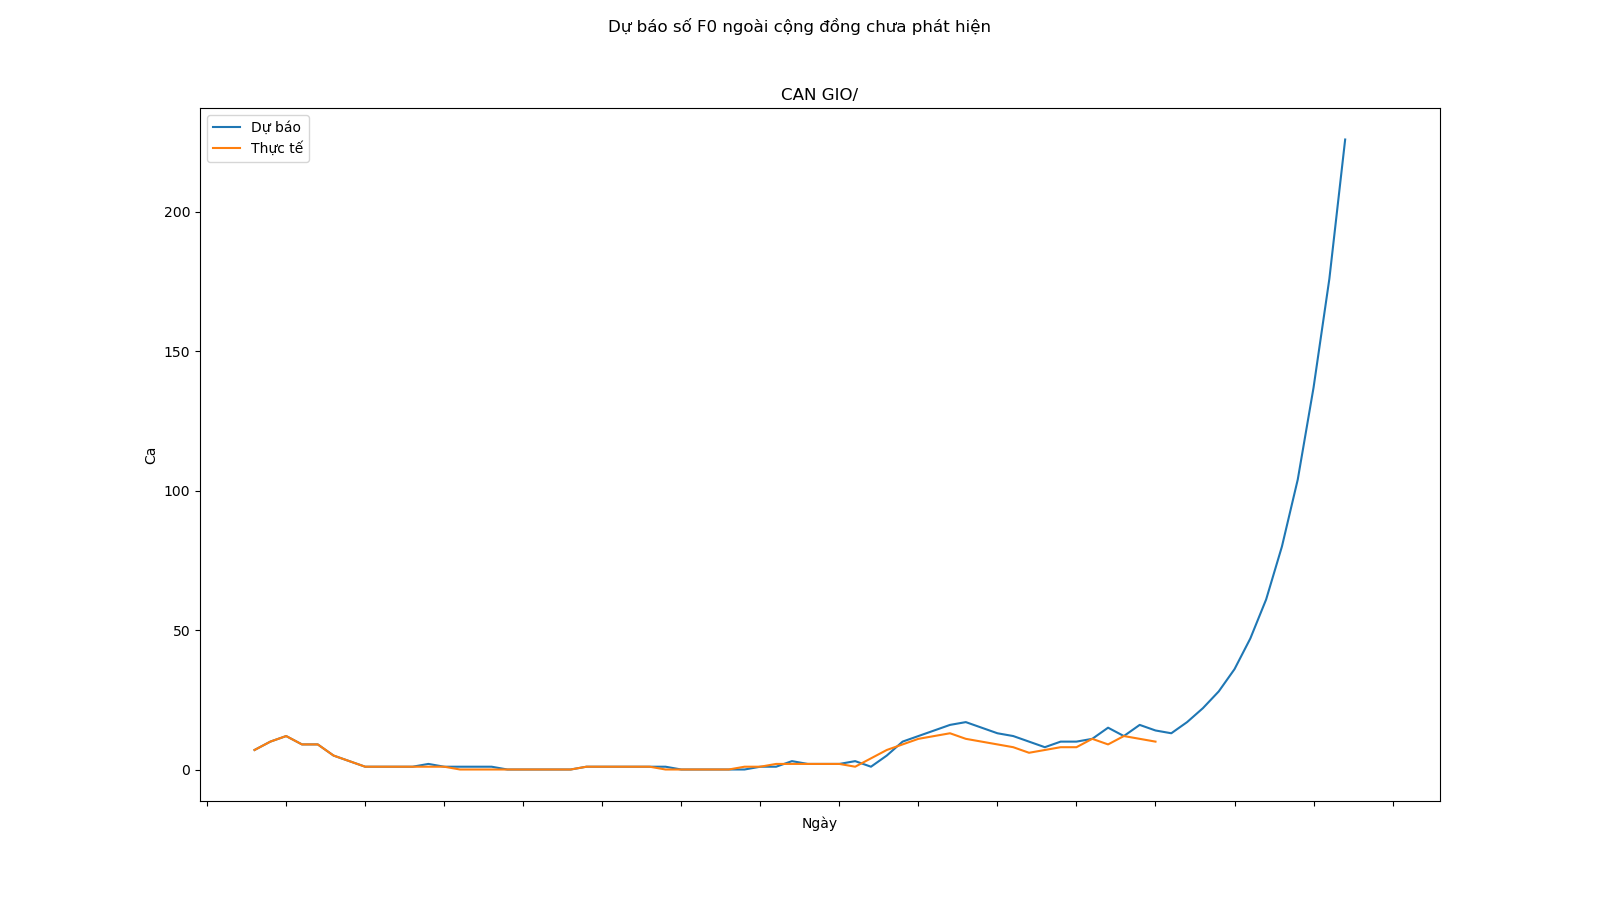 Dự báo số F0 ngoài cộng đồng chưa phát hiện
CAN GIO/
Dự báo
Thực tế
200
150
100
50
0
Ca
Ngày